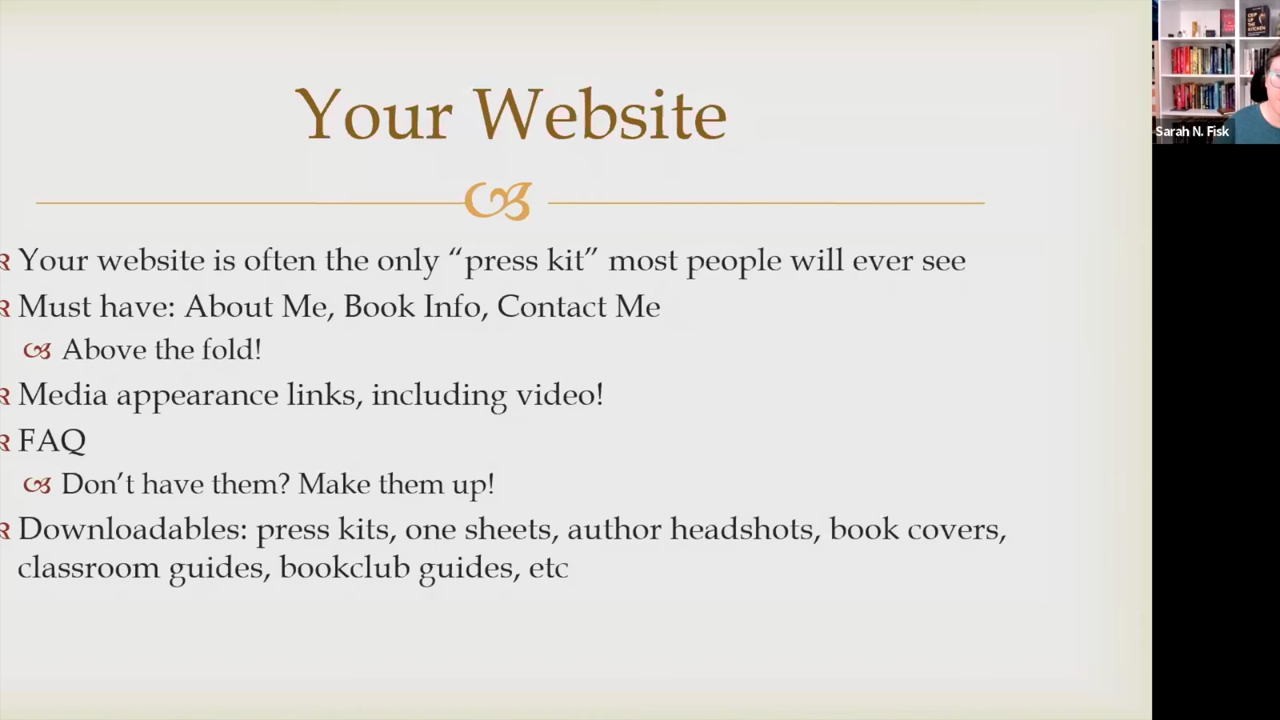 Your Website
Your website is often the only “press kit” most people will ever see
Must have: About Me, Book Info, Contact Me
Above the fold!
Media appearance links, including video!
FAQ
Don’t have them? Make them up!
Downloadables: press kits, one sheets, author headshots, book covers,
classroom guides, bookclub guides, etc
Sarah N. Fisk